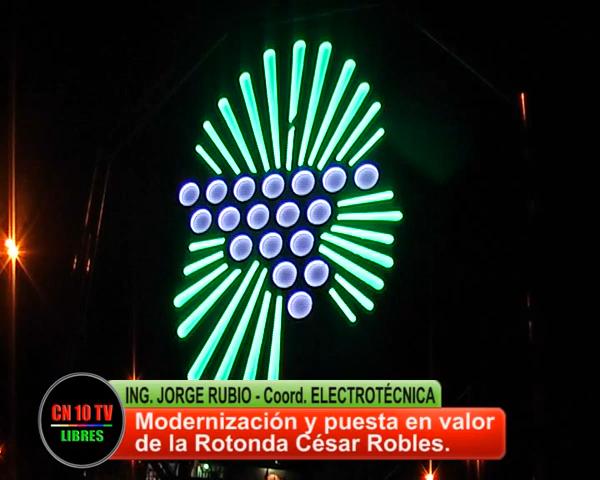 ING. JORGE RUBIO - Coord. ELECTROTÉCNICA
CN 10 TV
LIBRES
Modernización y puesta en valor
de la Rotonda César Robles.